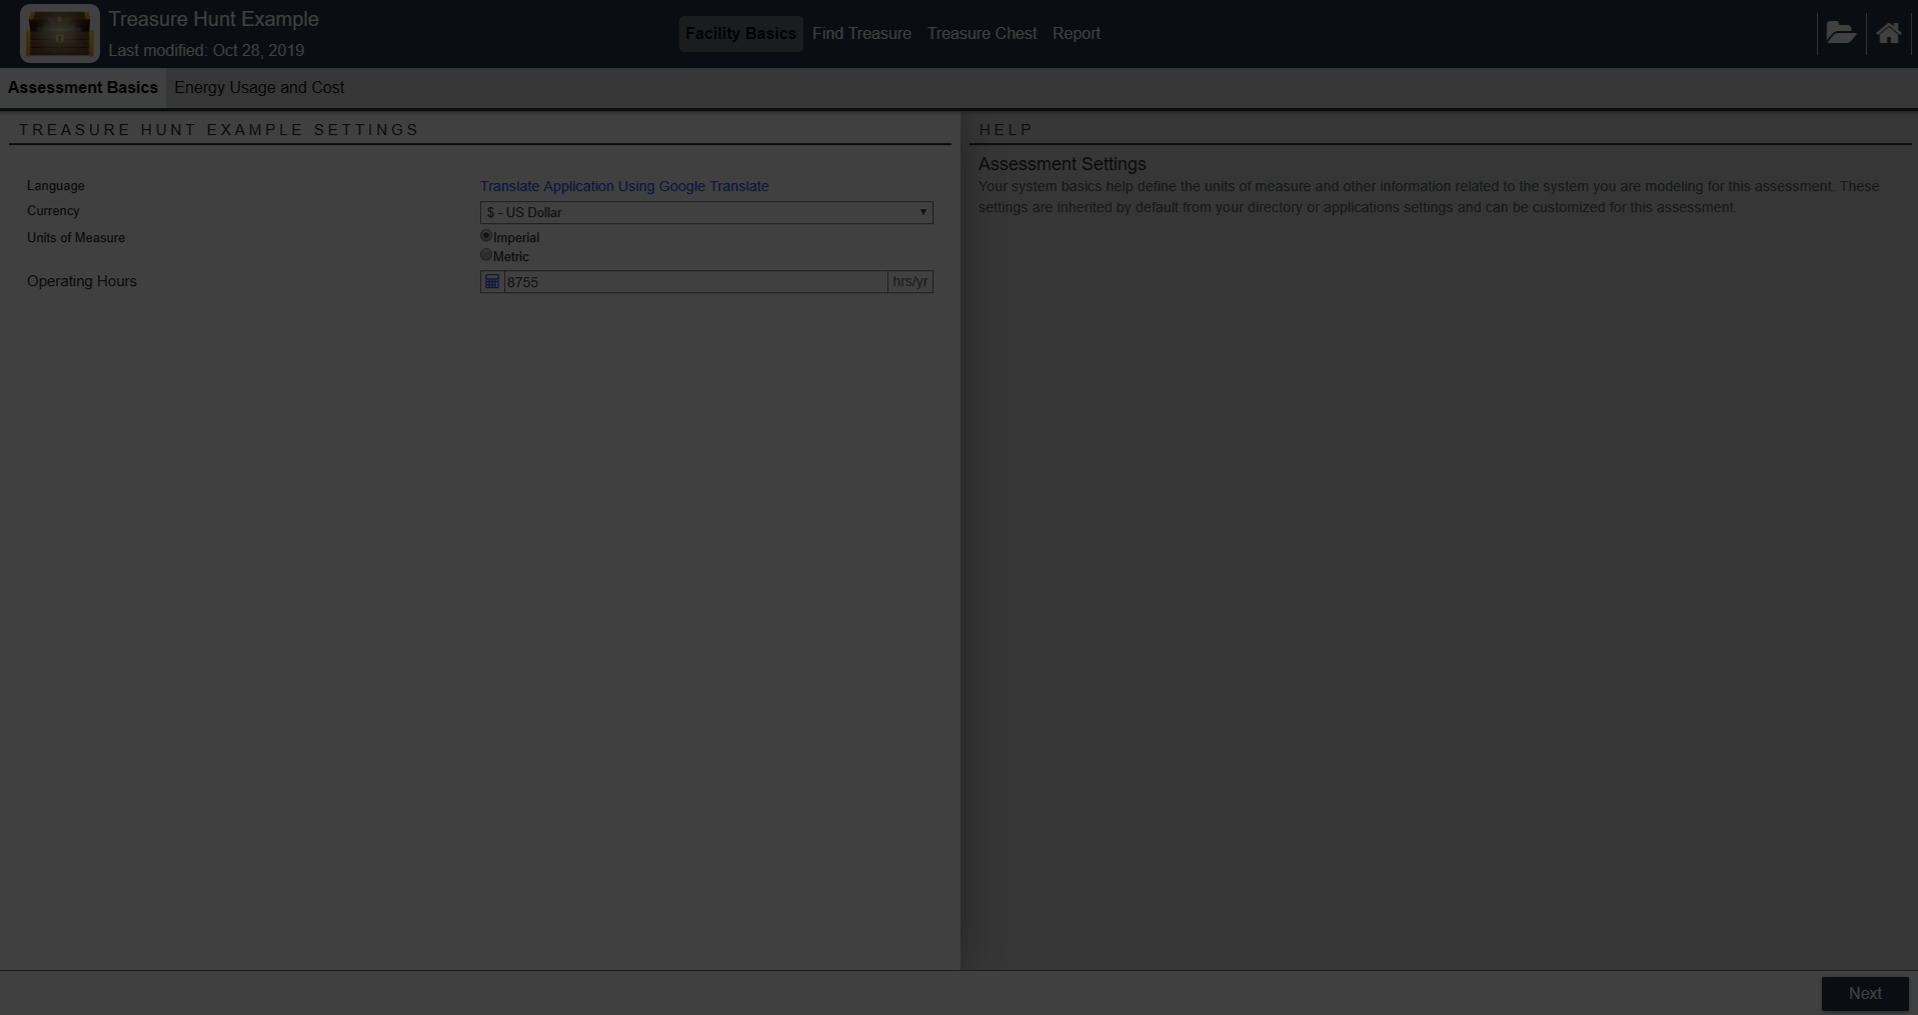 Treasure Hunt Example
Last modified: Oct 28, 2019
Facility Basics
Find Treasure
Treasure Chest
Report
Assessment Basics
Energy Usage and Cost
TREASURE HUNT EXAMPLE SETTINGS
Language
Translate Application Using Google Translate
Currency
$ - US Dollar
Units of Measure
Imperial
Metric
Operating Hours
8755
hrs/yr
HELP
Assessment Settings
Your system basics help define the units of measure and other information related to the system you are modeling for this assessment. These
settings are inherited by default from your directory or applications settings and can be customized for this assessment.
Next